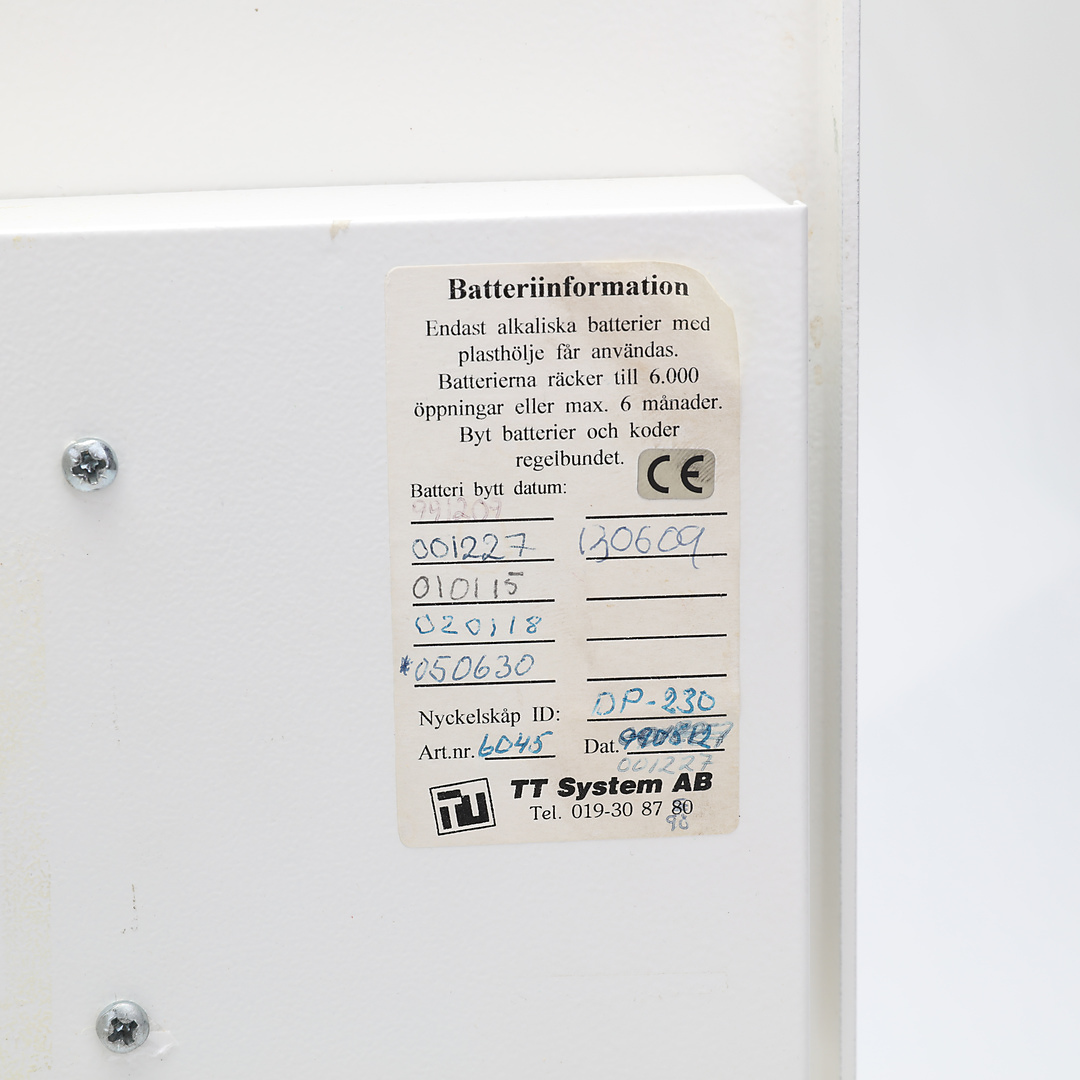 Batteriinformation
Endast alkaliska batterier med
plasthölje får användas.
Batterierna räcker till 6.000
öppningar eller max. 6 månader.
Byt batterier och koder
regelbundet. CE
Batteri bytt datum:
991209
001227 130609
010115
020118
*050630
Nyckelskåp ID: DP-230
Art.nr. 6045 Dat.
001227
TT System AB
Tel. 019-30 87 80
98